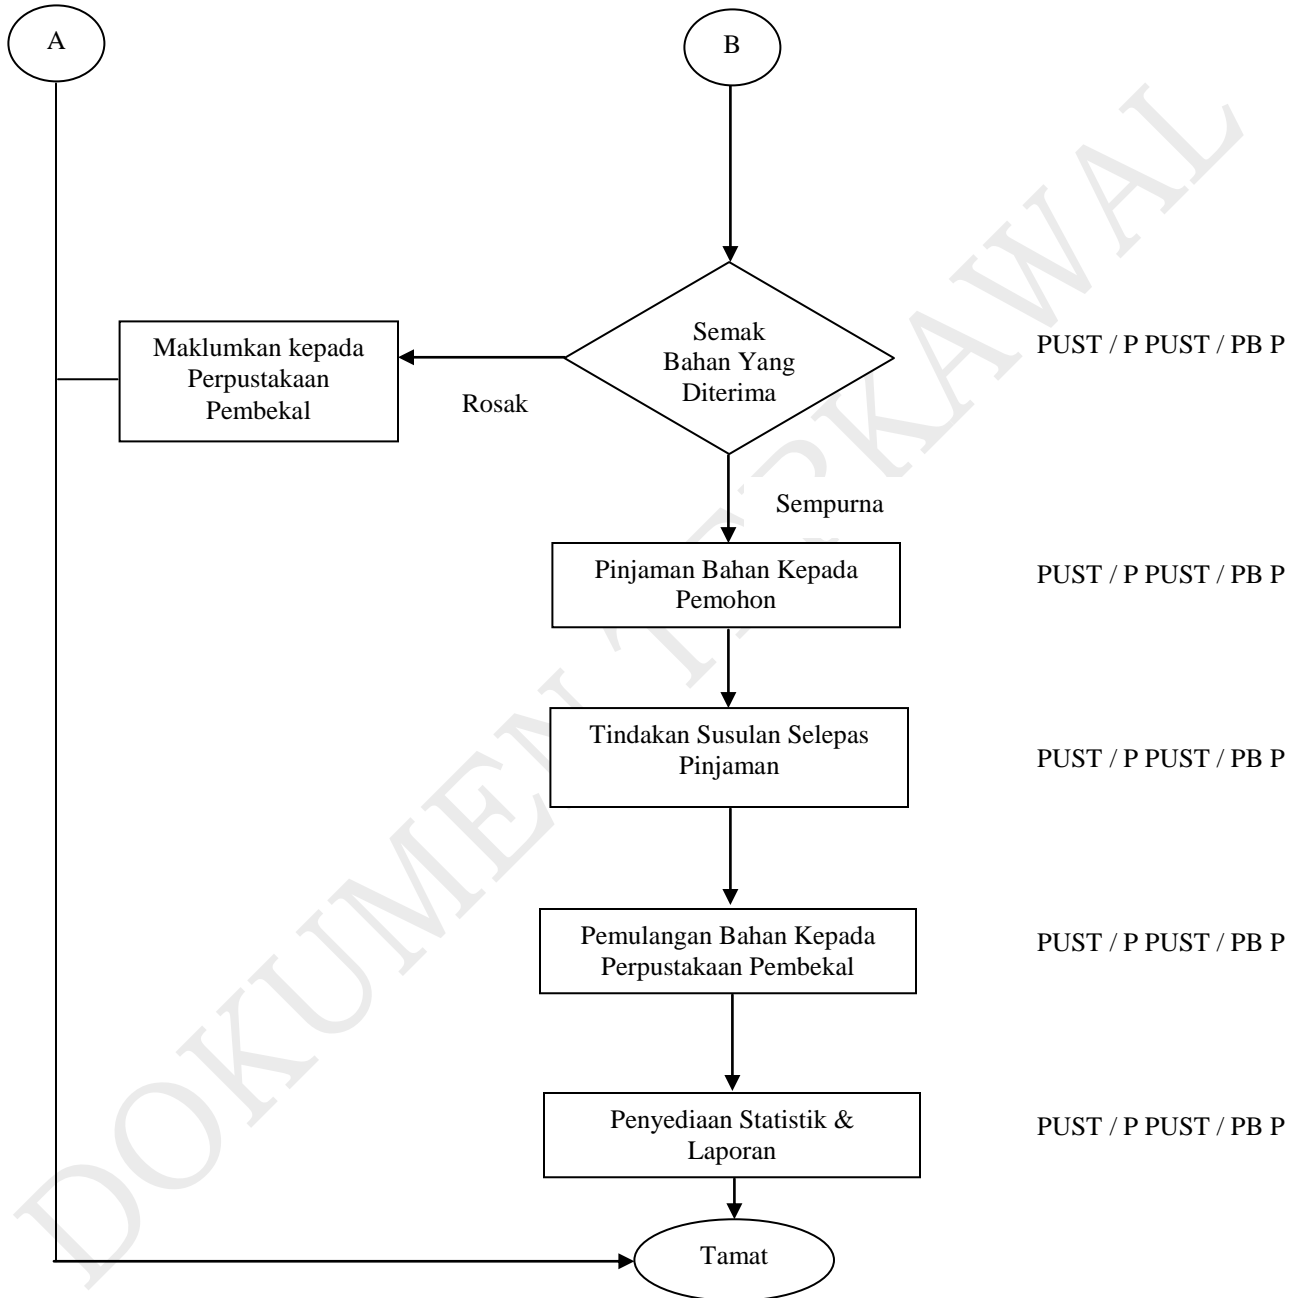 A
B
Semak
Bahan Yang
Diterima
PUST / P PUST / PB P
Maklumkan kepada
Perpustakaan
Pembekal
Rosak
Sempurna
Pinjaman Bahan Kepada
Pemohon
PUST / P PUST / PB P
Tindakan Susulan Selepas
Pinjaman
PUST / P PUST / PB P
Pemulangan Bahan Kepada
Perpustakaan Pembekal
PUST / P PUST / PB P
Penyediaan Statistik &
Laporan
PUST / P PUST / PB P
Tamat
DOKUMEN TERKAWAL